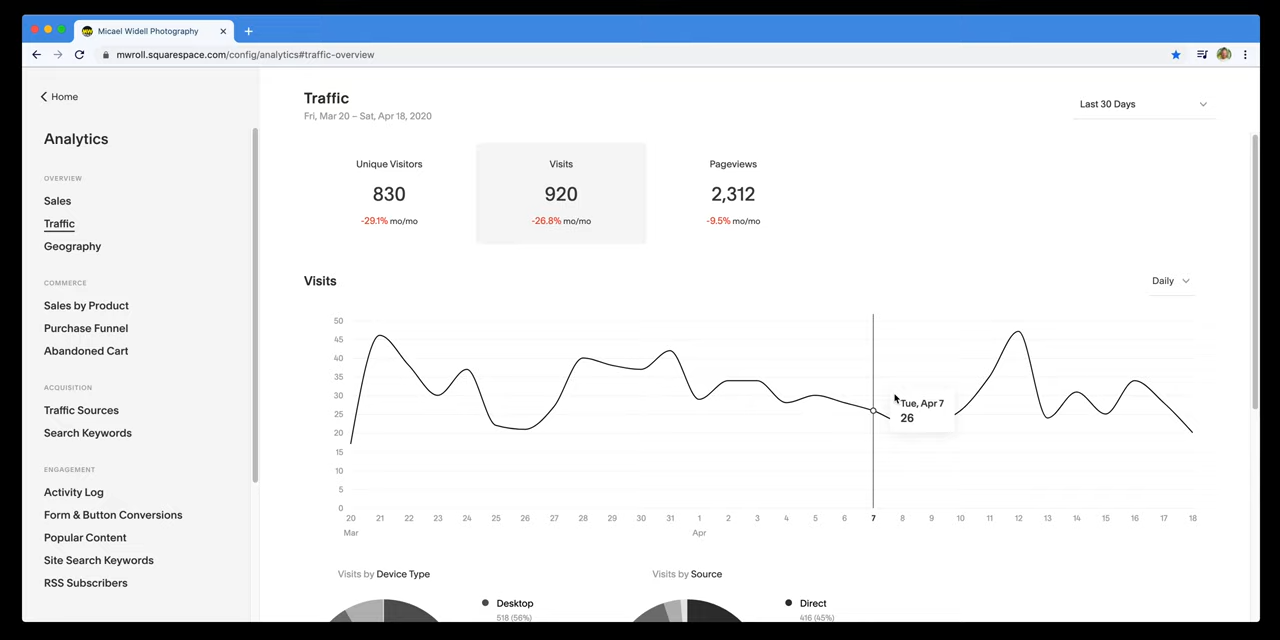 Micael Widell Photography
mwroll.squarespace.com/config/analytics#traffic-overview
Home
Analytics
OVERVIEW
Sales
Traffic
Geography
COMMERCE
Sales by Product
Purchase Funnel
Abandoned Cart
ACQUISITION
Traffic Sources
Search Keywords
ENGAGEMENT
Activity Log
Form & Button Conversions
Popular Content
Site Search Keywords
RSS Subscribers
Traffic
Fri, Mar 20 – Sat, Apr 18, 2020
Last 30 Days
Unique Visitors
830
-29.1% mo/mo
Visits
920
-26.8% mo/mo
Pageviews
2,312
-9.5% mo/mo
Visits
Daily
50
45
40
35
30
25
20
15
10
5
0
Tue, Apr 7
26
20 21 22 23 24 25 26 27 28 29 30 31 1 2 3 4 5 6 7 8 9 10 11 12 13 14 15 16 17 18
Mar Apr
Visits by Device Type
Desktop
518 (56%)
Visits by Source
Direct
416 (45%)